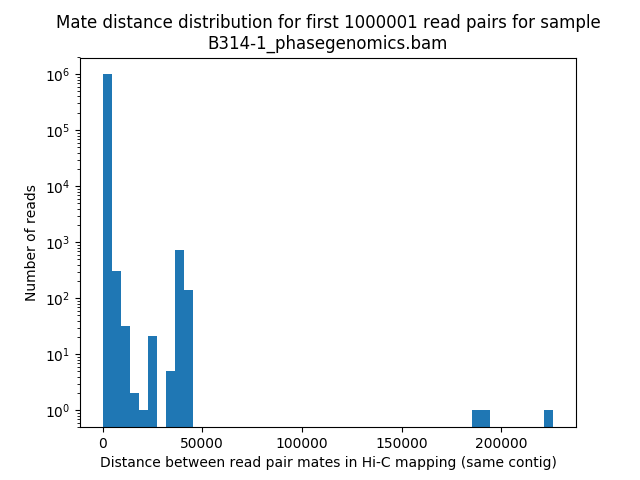 Mate distance distribution for first 1000001 read pairs for sample
B314-1_phasegenomics.bam
10⁶
10⁵
10⁴
10³
10²
10¹
10⁰
Number of reads
0 50000 100000 150000 200000
Distance between read pair mates in Hi-C mapping (same contig)